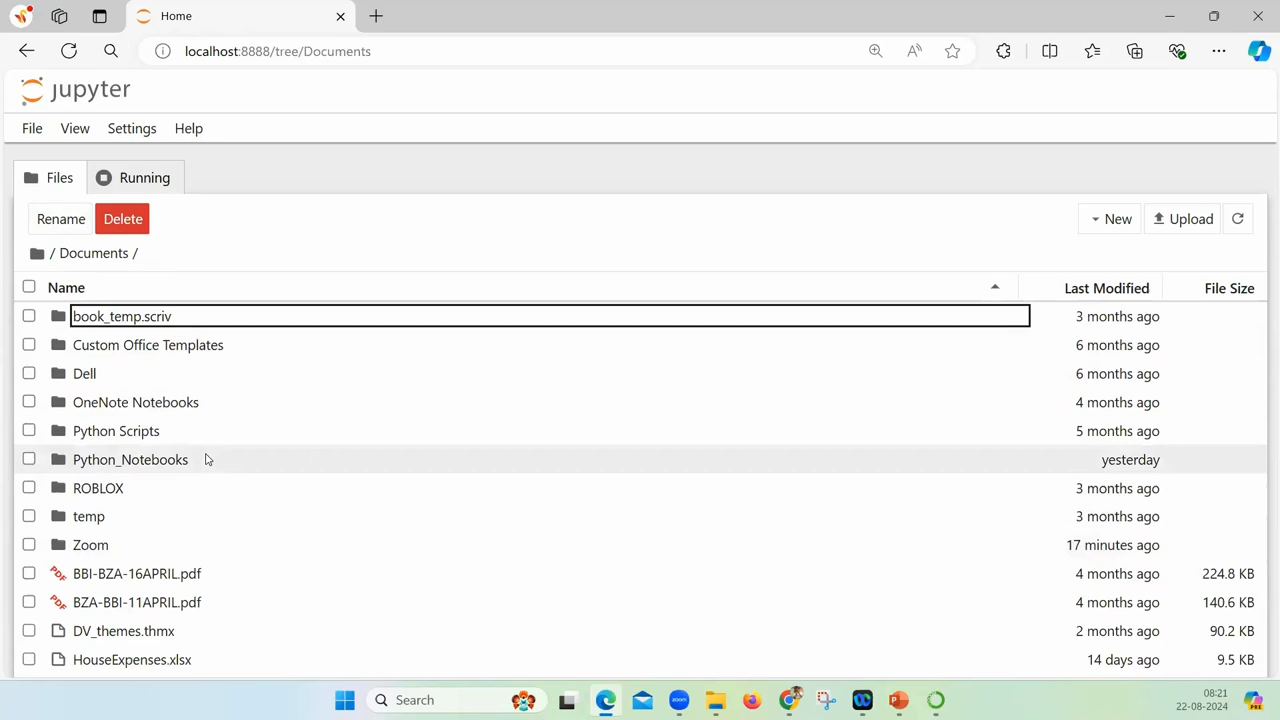 Home
localhost:8888/tree/Documents
jupyter
File View Settings Help
Files Running
Rename Delete New Upload
/ Documents /
Name Last Modified File Size
book_temp.scriv 3 months ago
Custom Office Templates 6 months ago
Dell 6 months ago
OneNote Notebooks 4 months ago
Python Scripts 5 months ago
Python_Notebooks yesterday
ROBLOX 3 months ago
temp 3 months ago
Zoom 17 minutes ago
PDF BBI-BZA-16APRIL.pdf 4 months ago 224.8 KB
PDF BZA-BBI-11APRIL.pdf 4 months ago 140.6 KB
DV_themes.thmx 2 months ago 90.2 KB
HouseExpenses.xlsx 14 days ago 9.5 KB
Search 08:21
22-08-2024